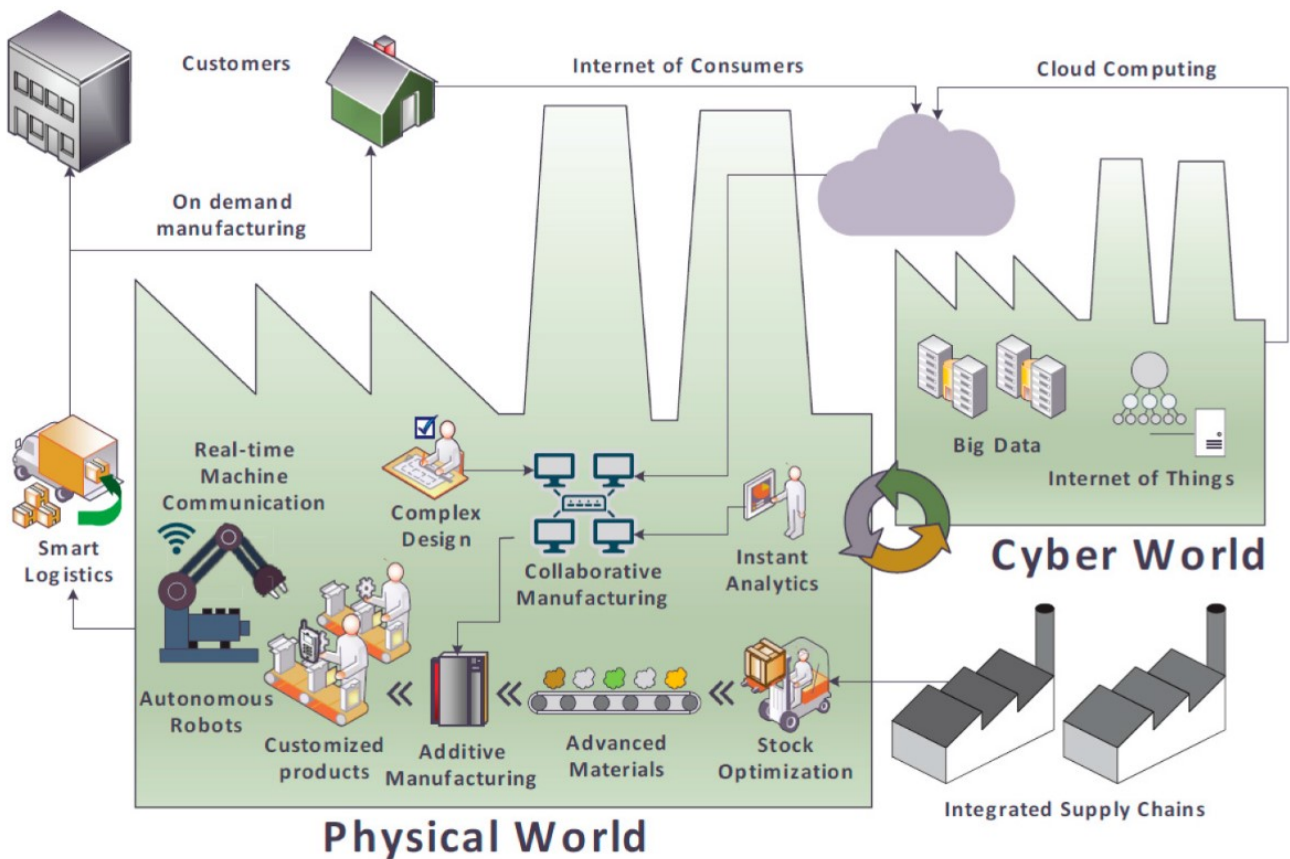 Customers
Internet of Consumers
Cloud Computing
On demand
manufacturing
Real-time
Machine
Communication
Smart
Logistics
Complex
Design
Collaborative
Manufacturing
Instant
Analytics
Big Data
Internet of Things
Cyber World
Autonomous
Robots
Customized
products
Additive
Manufacturing
Advanced
Materials
Stock
Optimization
Integrated Supply Chains
Physical World